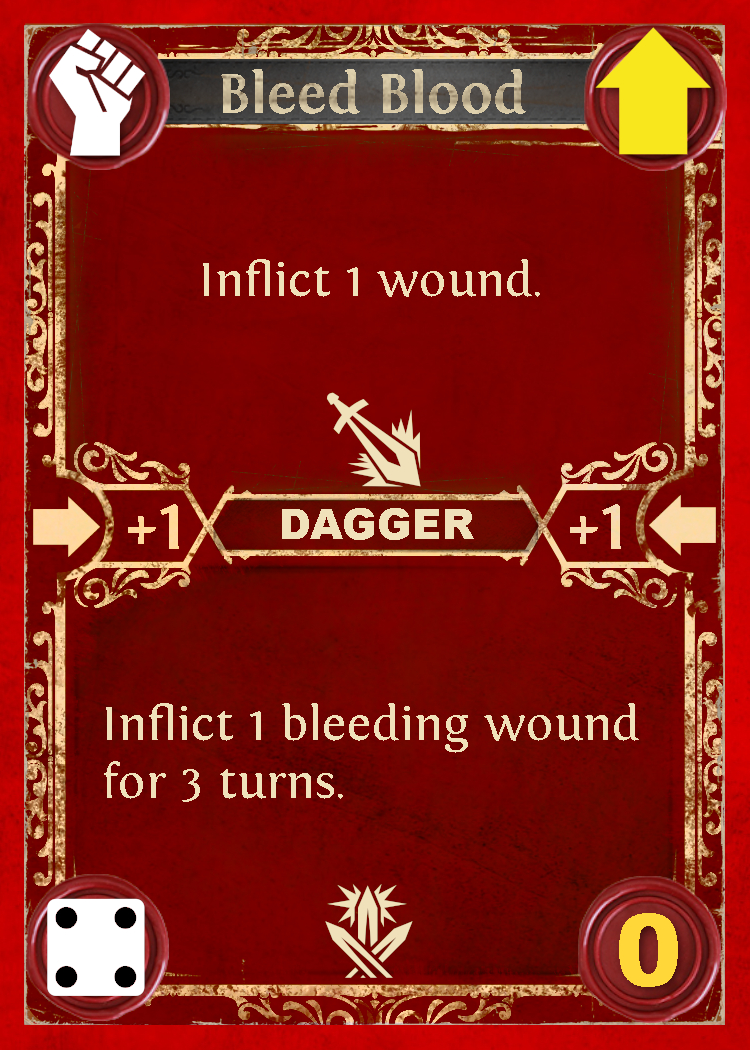 Bleed Blood
Inflict 1 wound.
+1 DAGGER +1
Inflict 1 bleeding wound
for 3 turns.
0